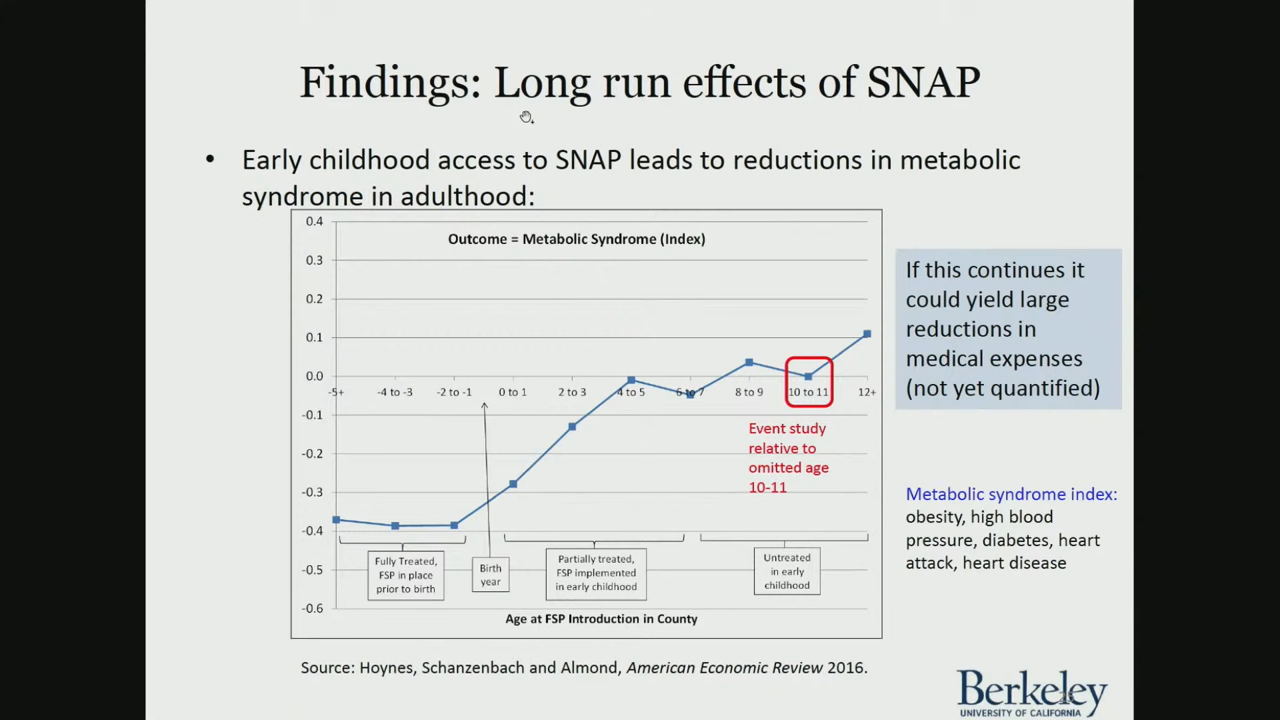 Findings: Long run effects of SNAP
• Early childhood access to SNAP leads to reductions in metabolic
syndrome in adulthood:
Outcome = Metabolic Syndrome (Index)
0.4
0.3
0.2
0.1
0.0
-0.1
-0.2
-0.3
-0.4
-0.5
-0.6
-5+ -4 to -3 -2 to -1 0 to 1 2 to 3 4 to 5 6 to 7 8 to 9 10 to 11 12+
Event study
relative to
omitted age
10-11
Fully Treated,
FSP in place
prior to birth
Birth
year
Partially treated,
FSP implemented
in early childhood
Untreated
in early
childhood
Age at FSP Introduction in County
If this continues it
could yield large
reductions in
medical expenses
(not yet quantified)
Metabolic syndrome index:
obesity, high blood
pressure, diabetes, heart
attack, heart disease
Source: Hoynes, Schanzenbach and Almond, American Economic Review 2016.
Berkeley
UNIVERSITY OF CALIFORNIA